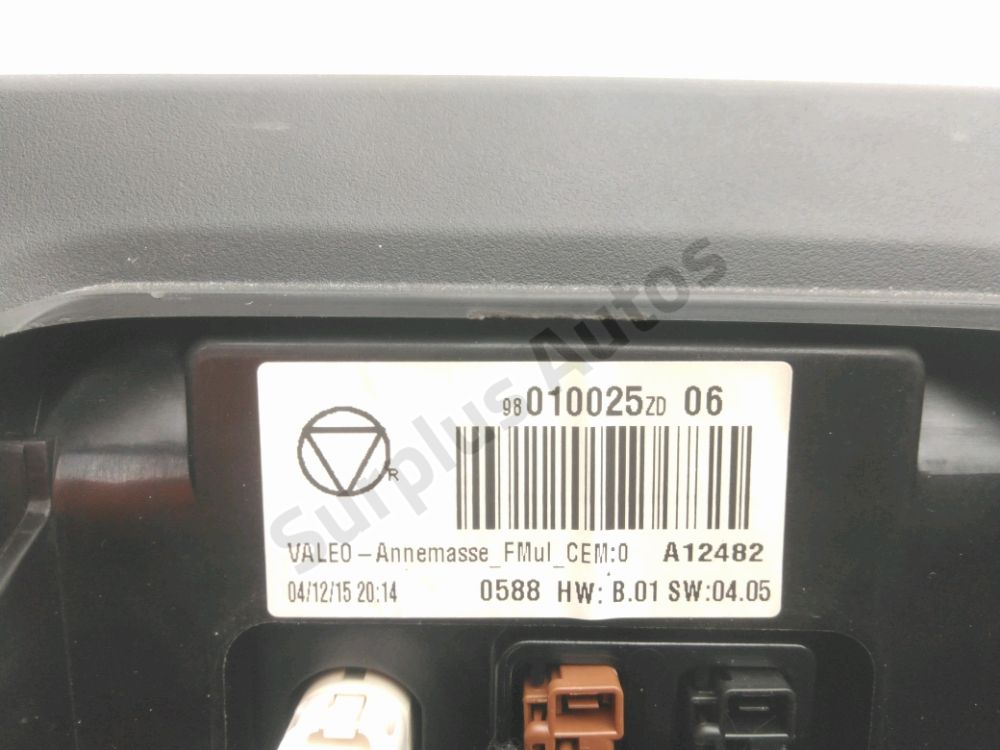 98 010025 ZD 06
R
VALEO-Annemasse_FMul_CEM:0 A12482
04/12/15 20:14 0588 HW: B.01 SW:04.05
Surplus Autos